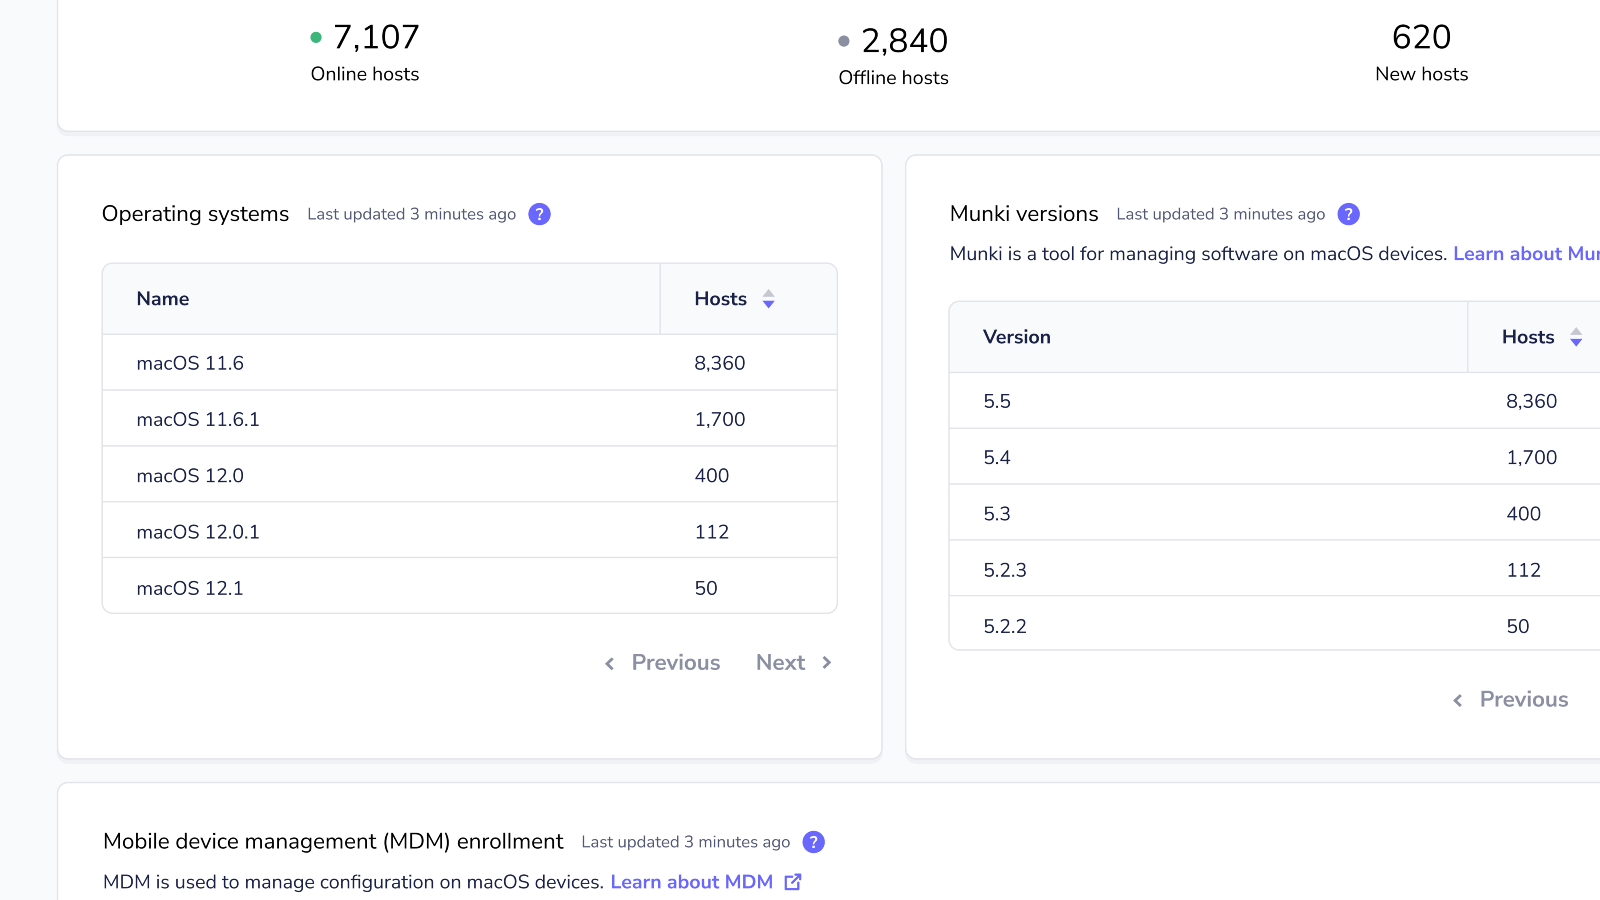 7,107
Online hosts
2,840
Offline hosts
620
New hosts
Operating systems Last updated 3 minutes ago ?
Name Hosts
macOS 11.6 8,360
macOS 11.6.1 1,700
macOS 12.0 400
macOS 12.0.1 112
macOS 12.1 50
Previous Next
Munki versions Last updated 3 minutes ago ?
Munki is a tool for managing software on macOS devices. Learn about Mun
Version Hosts
5.5 8,360
5.4 1,700
5.3 400
5.2.3 112
5.2.2 50
Previous
Mobile device management (MDM) enrollment Last updated 3 minutes ago ?
MDM is used to manage configuration on macOS devices. Learn about MDM